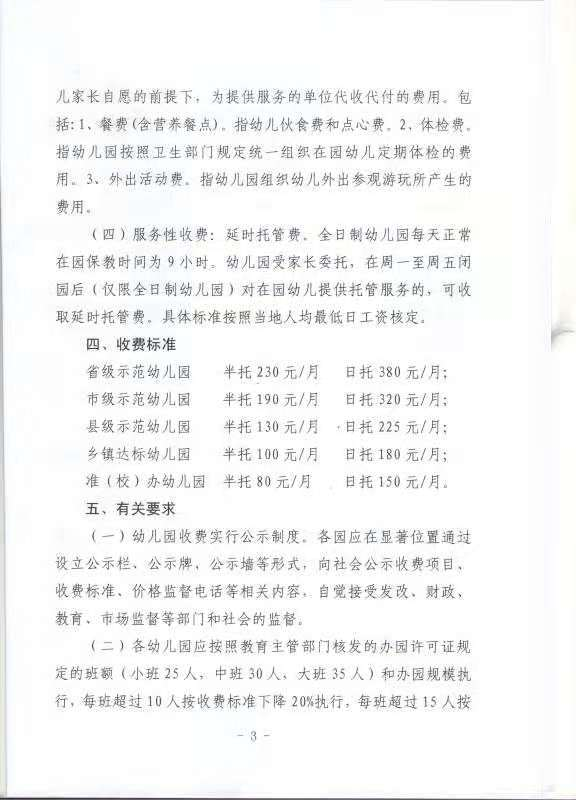 儿家长自愿的前提下，为提供服务的单位代收代付的费用。包
括:1、餐费(含营养餐点)。指幼儿伙食费和点心费。2、体检费。
指幼儿园按照卫生部门规定统一组织在园幼儿定期体检的费
用。3、外出活动费。指幼儿园组织幼儿外出参观游玩所产生的
费用。
（四）服务性收费：延时托管费。全日制幼儿园每天正常
在园保教时间为9小时。幼儿园受家长委托，在周一至周五闭
园后（仅限全日制幼儿园）对在园幼儿提供托管服务的，可收
取延时托管费。具体标准按照当地人均最低日工资核定。
四、收费标准
省级示范幼儿园 半托230元/月 日托380元/月;
市级示范幼儿园 半托190元/月 日托320元/月;
县级示范幼儿园 半托130元/月 日托225元/月;
乡镇达标幼儿园 半托100元/月 日托180元/月;
准（校）办幼儿园 半托80元/月 日托150元/月。
五、有关要求
（一）幼儿园收费实行公示制度。各园应在显著位置通过
设立公示栏、公示牌、公示墙等形式，向社会公示收费项目、
收费标准、价格监督电话等相关内容，自觉接受发改、财政、
教育、市场监督等部门和社会的监督。
（二）各幼儿园应按照教育主管部门核发的办园许可证规
定的班额（小班25人，中班30人，大班35人）和办园规模执
行，每班超过10人按收费标准下降20%执行，每班超过15人按
- 3 -